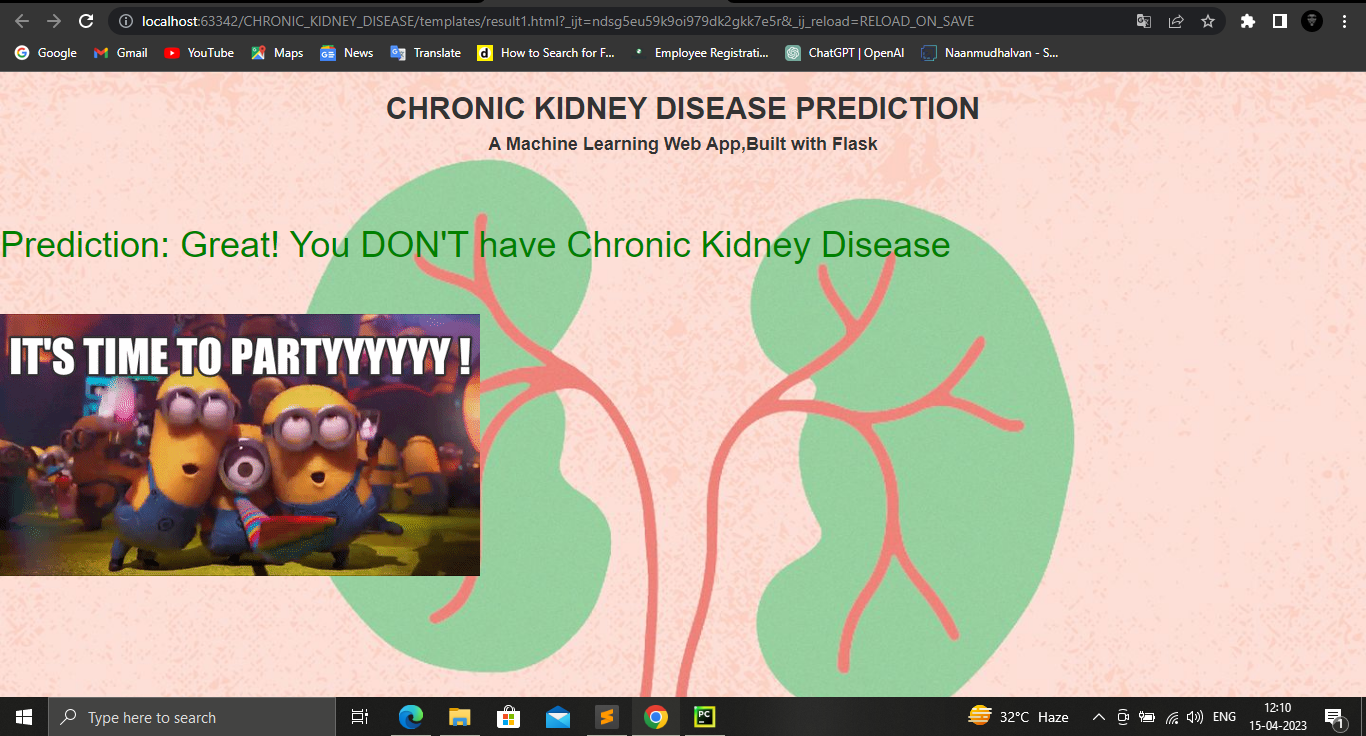 localhost:63342/CHRONIC_KIDNEY_DISEASE/templates/result1.html?_ijt=ndsg5eu59k9oi979dk2gkk7e5r&_ij_reload=RELOAD_ON_SAVE
Google Gmail YouTube Maps News Translate How to Search for F... Employee Registrati... ChatGPT | OpenAI Naanmudhalvan - S...
CHRONIC KIDNEY DISEASE PREDICTION
A Machine Learning Web App,Built with Flask
Prediction: Great! You DON'T have Chronic Kidney Disease
IT'S TIME TO PARTYYYYYY !
Type here to search
PC
32°C Haze
ENG
12:10
15-04-2023
1